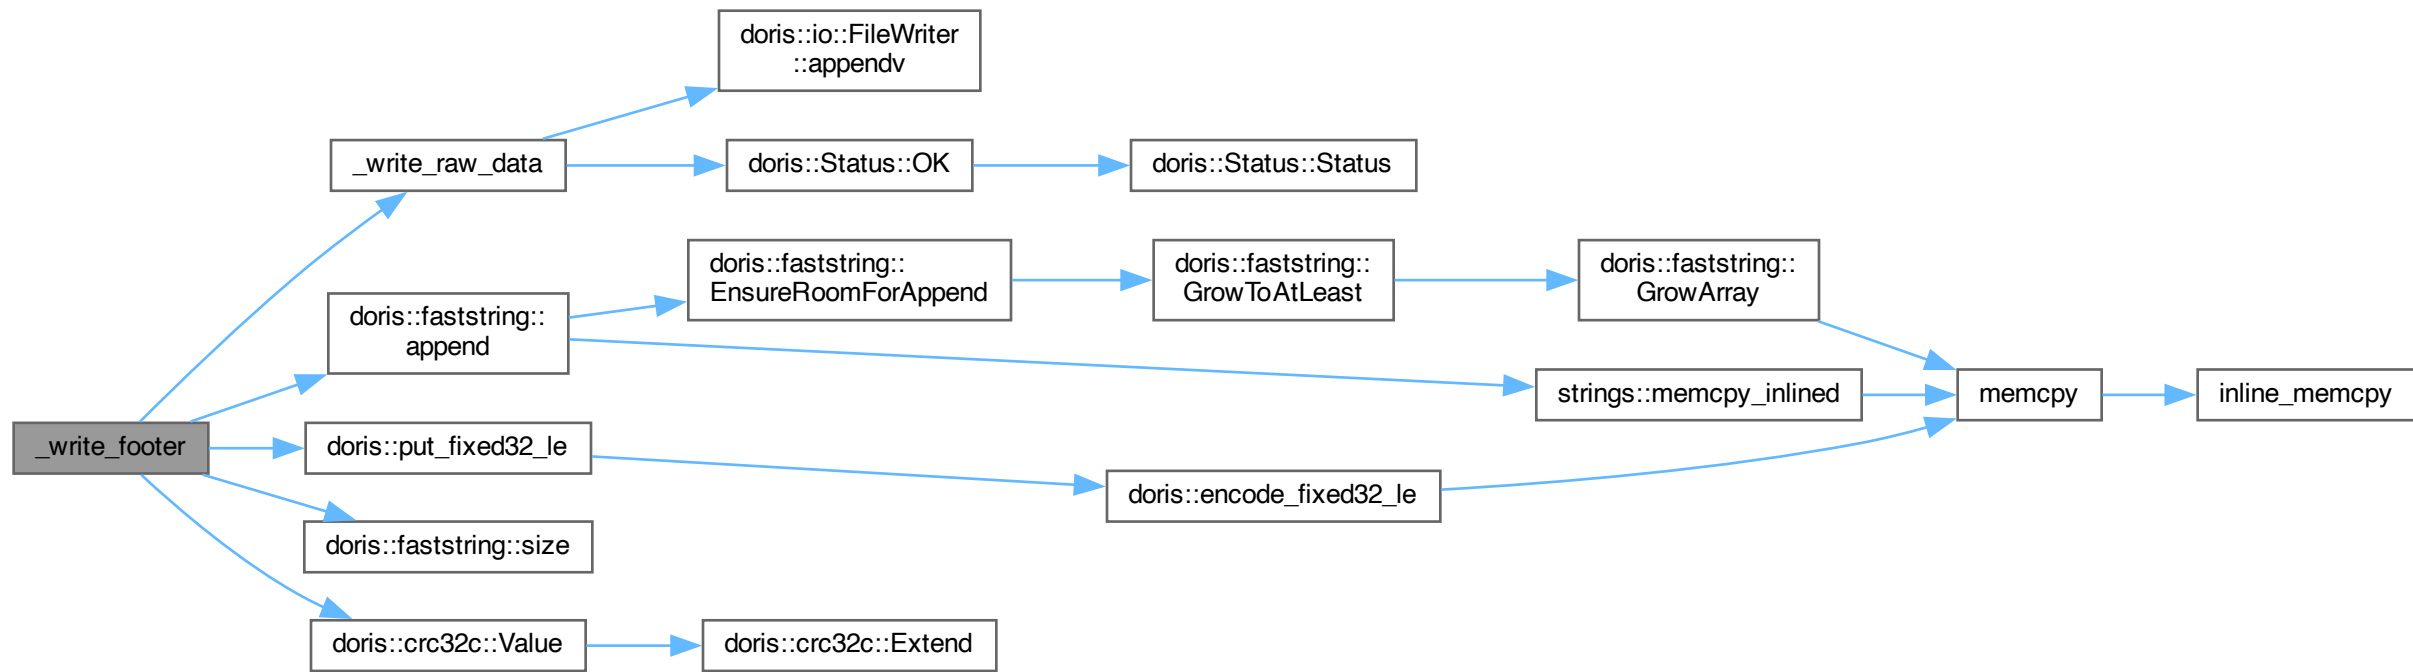 doris::io::FileWriter
::appendv
_write_raw_data
doris::Status::OK
doris::Status::Status
doris::faststring::
EnsureRoomForAppend
doris::faststring::
GrowToAtLeast
doris::faststring::
GrowArray
doris::faststring::
append
strings::memcpy_inlined
memcpy
inline_memcpy
_write_footer
doris::put_fixed32_le
doris::encode_fixed32_le
doris::faststring::size
doris::crc32c::Value
doris::crc32c::Extend